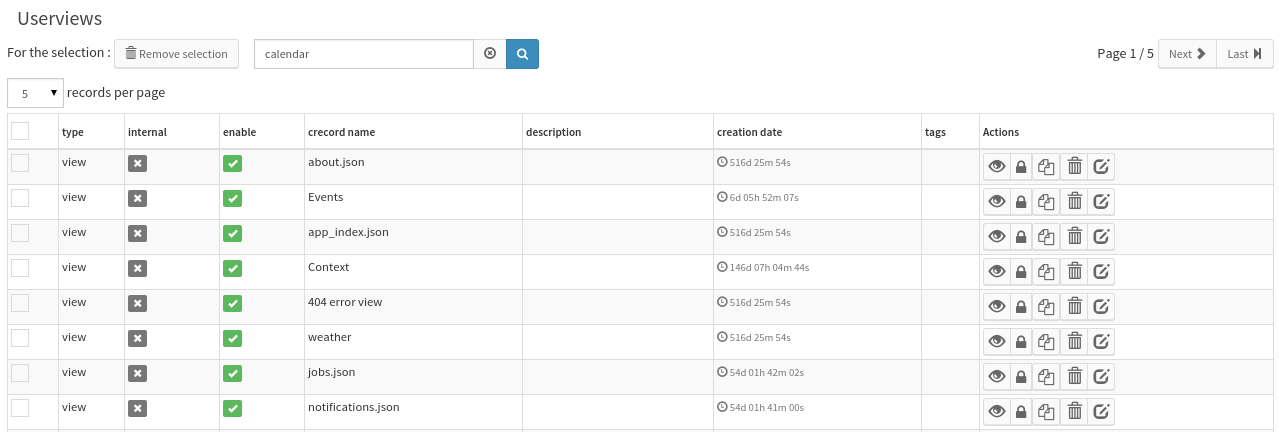 Userviews
For the selection : Remove selection calendar Page 1 / 5 Next Last
5 records per page
type internal enable crecord name description creation date tags Actions
view about.json 516d 25m 54s
view Events 6d 05h 52m 07s
view app_index.json 516d 25m 54s
view Context 146d 07h 04m 44s
view 404 error view 516d 25m 54s
view weather 516d 25m 54s
view jobs.json 54d 01h 42m 02s
view notifications.json 54d 01h 41m 00s